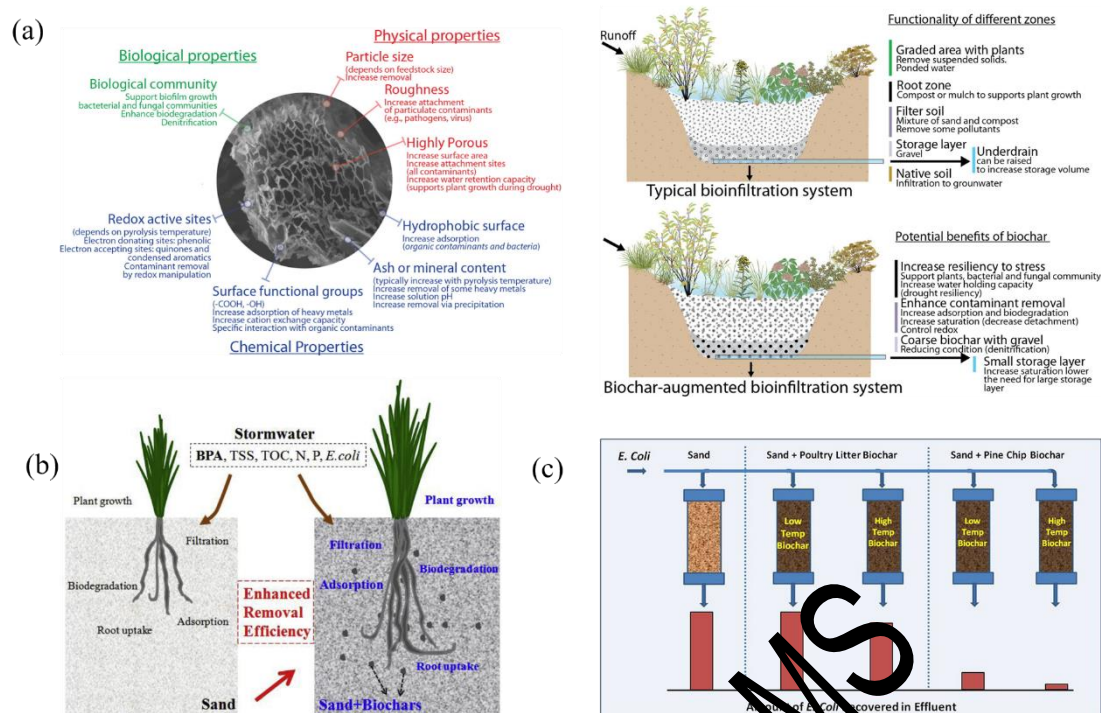 (a)
Biological properties
Biological community
Support biofilm growth
bacteterial and fungal communities
Enhance biodegradation
Denitrification
Physical properties
Particle size
(depends on feedstock size)
Increase removal
Roughness
Increase attachment
of particulate contaminants
(e.g., pathogens, virus)
Highly Porous
Increase surface area
Increase attachment sites
(all contaminants)
Increase water retention capacity
(supports plant growth during drought)
Redox active sites
(depends on pyrolysis temperature)
Electron donating sites: phenolic
Electron accepting sites: quinones and
condensed aromatics
Contaminant removal
by redox manipulation
Hydrophobic surface
Increase adsorption
(organic contaminants and bacteria)
Ash or mineral content
(typically increase with pyrolysis temperature)
Increase removal of some heavy metals
Increase solution pH
Increase removal via precipitation
Surface functional groups
(-COOH, -OH)
Increase adsorption of heavy metals
Increase cation exchange capacity
Specific interaction with organic contaminants
Chemical Properties
Runoff
Typical bioinfiltration system
Functionality of different zones
Graded area with plants
Remove suspended solids.
Ponded water
Root zone
Compost or mulch to supports plant growth
Filter soil
Mixture of sand and compost
Remove some pollutants
Storage layer
Gravel
Underdrain
can be raised
to increase storage volume
Native soil
Infiltration to grounwater
Biochar-augmented bioinfiltration system
Potential benefits of biochar
Increase resiliency to stress
Support plants, bacterial and fungal community
Increase water holding capacity
(drought resiliency)
Enhance contaminant removal
Increase adsorption and biodegradation
Increase saturation (decrease detachment)
Control redox
Coarse biochar with gravel
Reducing condition (denitrification)
Small storage layer
Increase saturation lower
the need for large storage
layer
(b)
Stormwater
BPA, TSS, TOC, N, P, E.coli
Plant growth
Filtration
Biodegradation
Adsorption
Root uptake
Sand
Enhanced
Removal
Efficiency
Plant growth
Filtration
Biodegradation
Adsorption
Root uptake
Sand+Biochars
(c)
E. Coli
Sand
Sand + Poultry Litter Biochar
Sand + Pine Chip Biochar
Low
Temp
Biochar
High
Temp
Biochar
Low
Temp
Biochar
High
Temp
Biochar
of E. Coli Recovered in Effluent
MS